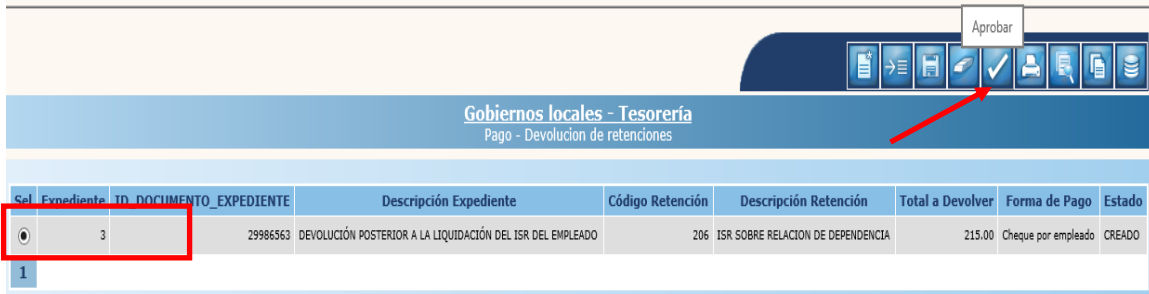 Aprobar
Gobiernos locales - Tesorería
Pago - Devolucion de retenciones
Sel Expediente ID_DOCUMENTO_EXPEDIENTE Descripción Expediente Código Retención Descripción Retención Total a Devolver Forma de Pago Estado
3 29986563 DEVOLUCIÓN POSTERIOR A LA LIQUIDACIÓN DEL ISR DEL EMPLEADO 206 ISR SOBRE RELACION DE DEPENDENCIA 215.00 Cheque por empleado CREADO
1